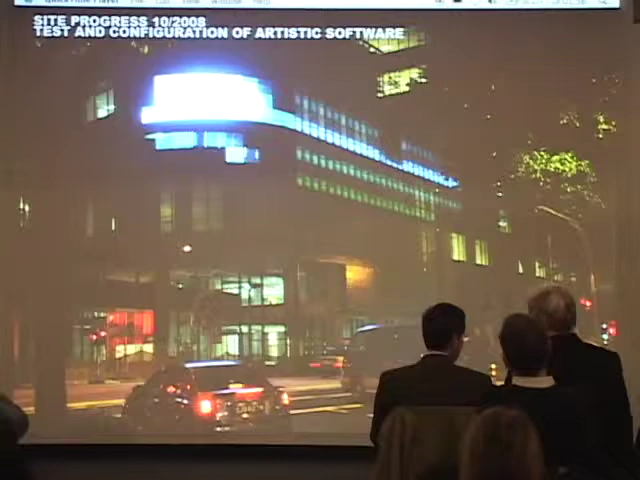 SITE PROGRESS 10/2008
TEST AND CONFIGURATION OF ARTISTIC SOFTWARE